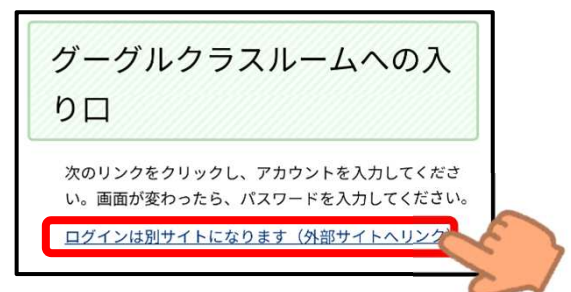 グーグルクラスルームへの入
り口
次のリンクをクリックし、アカウントを入力してくださ
い。画面が変わったら、パスワードを入力してください。
ログインは別サイトになります（外部サイトへリンク）